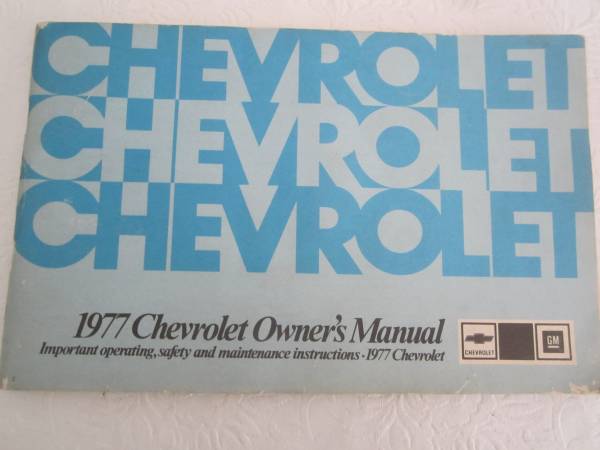 CHEVROLET
CHEVROLET
CHEVROLET
1977 Chevrolet Owner's Manual
Important operating, safety and maintenance instructions • 1977 Chevrolet
CHEVROLET
GM